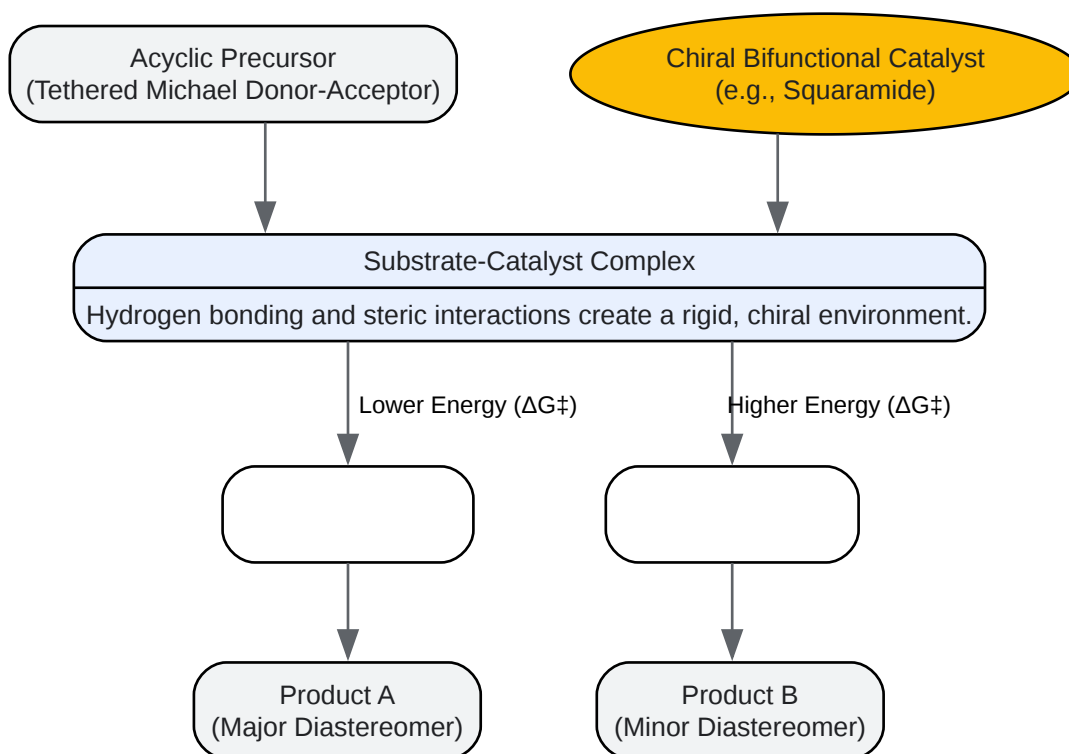 Acyclic Precursor
(Tethered Michael Donor-Acceptor)
Chiral Bifunctional Catalyst
(e.g., Squaramide)
Substrate-Catalyst Complex
Hydrogen bonding and steric interactions create a rigid, chiral environment.
Lower Energy (ΔG‡)
Higher Energy (ΔG‡)
Product A
(Major Diastereomer)
Product B
(Minor Diastereomer)